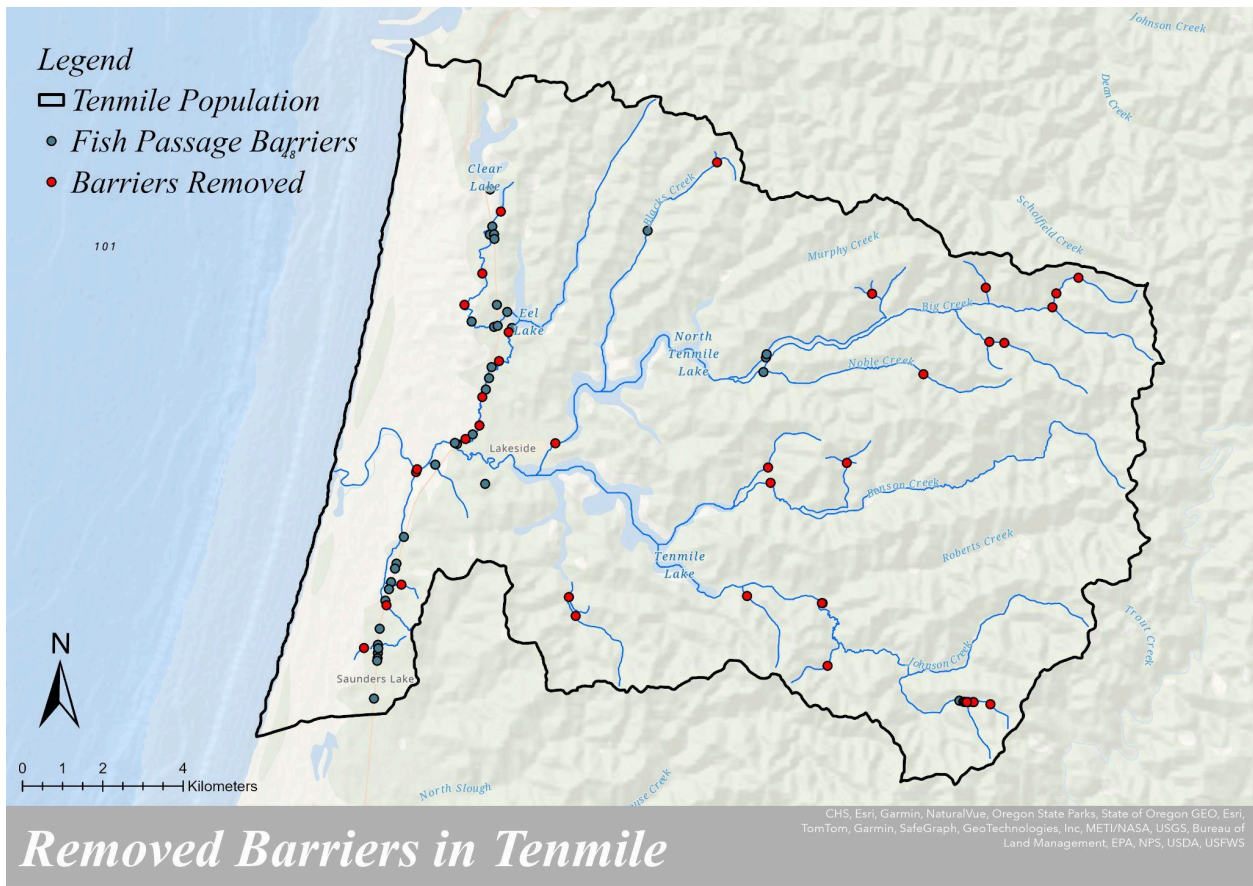 Legend
Tenmile Population
Fish Passage Barriers
48
Barriers Removed
101
Johnson Creek
Dean Creek
Clear
Lake
Blacks Creek
Scholfield Creek
Murphy Creek
Big Creek
Eel
Lake
North
Tenmile
Lake
Noble Creek
Lakeside
Benson Creek
Roberts Creek
Tenmile
Lake
Trout Creek
Johnson Creek
Saunders Lake
N
0 1 2 4
Kilometers
North Slough
use Creek
CHS, Esri, Garmin, NaturalVue, Oregon State Parks, State of Oregon GEO, Esri,
TomTom, Garmin, SafeGraph, GeoTechnologies, Inc, METI/NASA, USGS, Bureau of
Land Management, EPA, NPS, USDA, USFWS
Removed Barriers in Tenmile